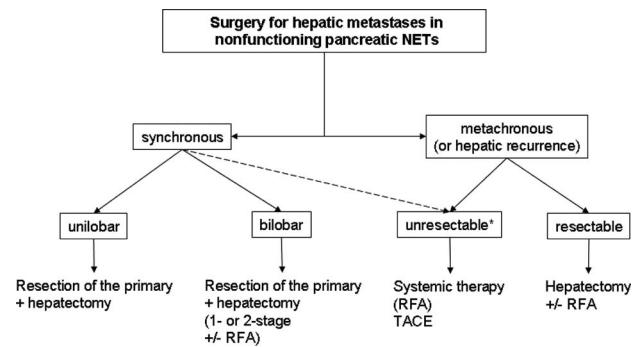 Surgery for hepatic metastases in
nonfunctioning pancreatic NETs
synchronous
metachronous
(or hepatic recurrence)
unilobar
bilobar
unresectable*
resectable
Resection of the primary
+ hepatectomy
Resection of the primary
+ hepatectomy
(1- or 2-stage
+/- RFA)
Systemic therapy
(RFA)
TACE
Hepatectomy
+/- RFA